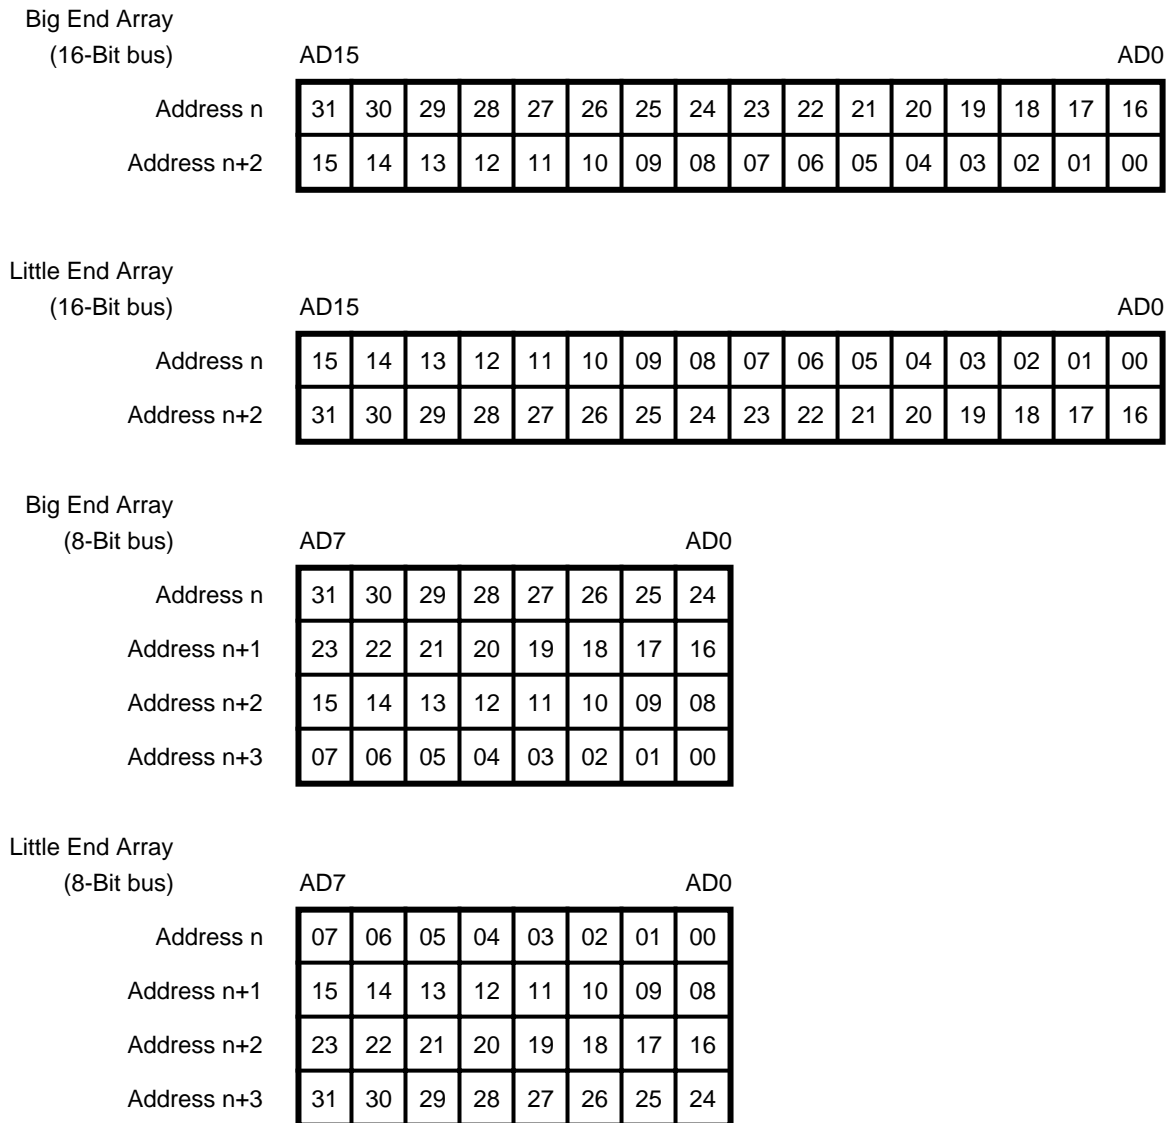 Big End Array
(16-Bit bus) AD15 AD0
Address n 31 30 29 28 27 26 25 24 23 22 21 20 19 18 17 16
Address n+2 15 14 13 12 11 10 09 08 07 06 05 04 03 02 01 00
Little End Array
(16-Bit bus) AD15 AD0
Address n 15 14 13 12 11 10 09 08 07 06 05 04 03 02 01 00
Address n+2 31 30 29 28 27 26 25 24 23 22 21 20 19 18 17 16
Big End Array
(8-Bit bus) AD7 AD0
Address n 31 30 29 28 27 26 25 24
Address n+1 23 22 21 20 19 18 17 16
Address n+2 15 14 13 12 11 10 09 08
Address n+3 07 06 05 04 03 02 01 00
Little End Array
(8-Bit bus) AD7 AD0
Address n 07 06 05 04 03 02 01 00
Address n+1 15 14 13 12 11 10 09 08
Address n+2 23 22 21 20 19 18 17 16
Address n+3 31 30 29 28 27 26 25 24